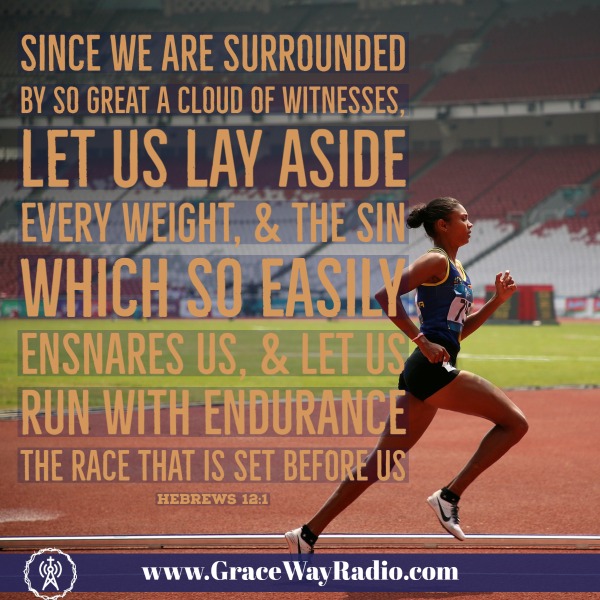 SINCE WE ARE SURROUNDED
BY SO GREAT A CLOUD OF WITNESSES,
LET US LAY ASIDE
EVERY WEIGHT, & THE SIN
WHICH SO EASILY
ENSNARES US, & LET US
RUN WITH ENDURANCE
THE RACE THAT IS SET BEFORE US
HEBREWS 12:1
www.GraceWayRadio.com